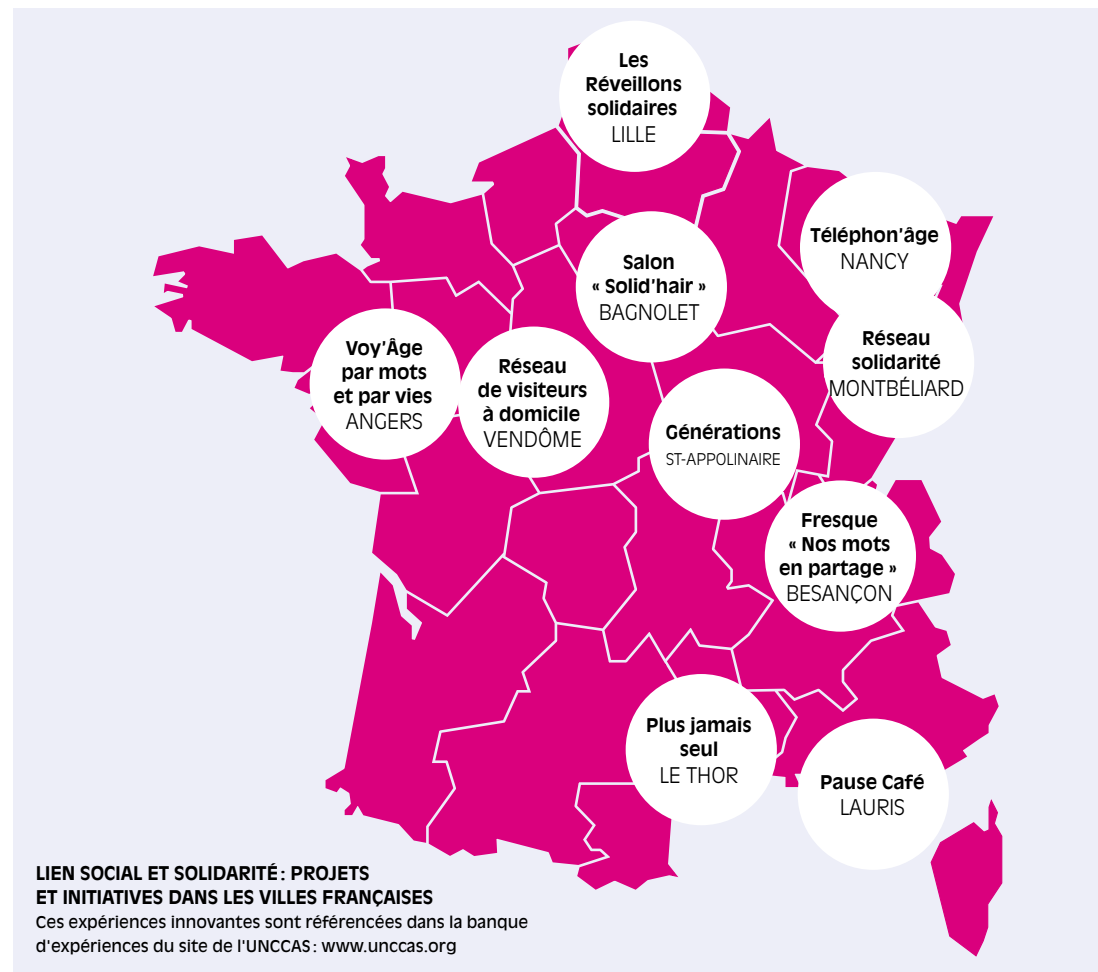 Les
Réveillons
solidaires
LILLE
Téléphon'âge
NANCY
Salon
« Solid'hair »
BAGNOLET
Réseau
solidarité
MONTBÉLIARD
Voy'Âge
par mots
et par vies
ANGERS
Réseau
de visiteurs
à domicile
VENDÔME
Générations
ST-APPOLINAIRE
Fresque
« Nos mots
en partage »
BESANÇON
Plus jamais
seul
LE THOR
Pause Café
LAURIS
LIEN SOCIAL ET SOLIDARITÉ : PROJETS
ET INITIATIVES DANS LES VILLES FRANÇAISES
Ces expériences innovantes sont référencées dans la banque
d'expériences du site de l'UNCCAS : www.unccas.org